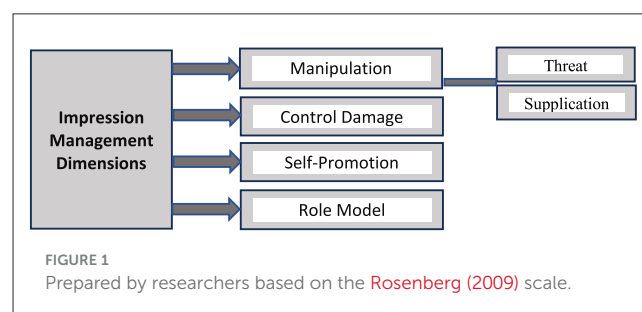 Impression
Management
Dimensions
Manipulation
Threat
Supplication
Control Damage
Self-Promotion
Role Model
FIGURE 1
Prepared by researchers based on the Rosenberg (2009) scale.